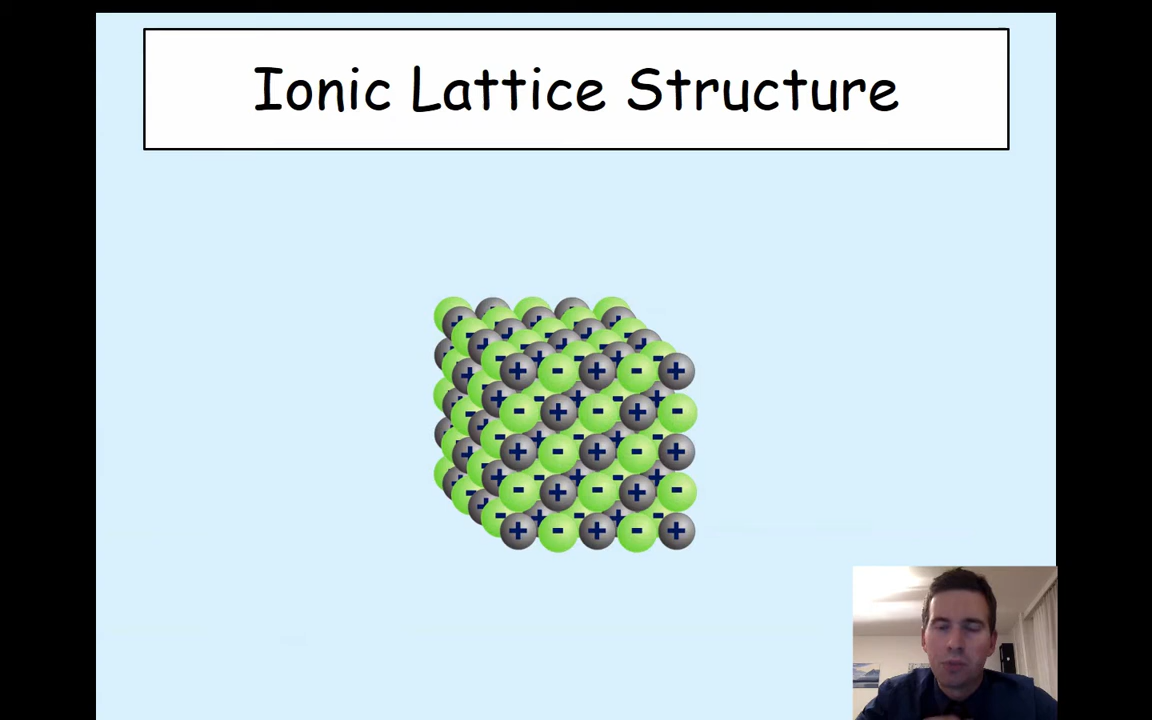 Ionic Lattice Structure
+ - + - +
- + - + -
+ - + - +
- + - + -
+ - + - +